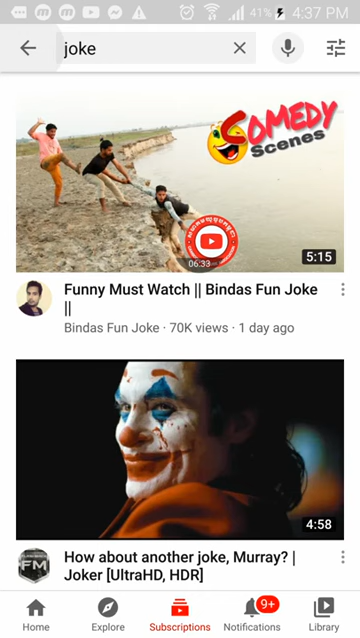 41% 4:37 PM
joke
COMEDY
Scenes
06:33
5:15
Funny Must Watch || Bindas Fun Joke
||
Bindas Fun Joke · 70K views · 1 day ago
4:58
FM
How about another joke, Murray? |
Joker [UltraHD, HDR]
9+
Home Explore Subscriptions Notifications Library